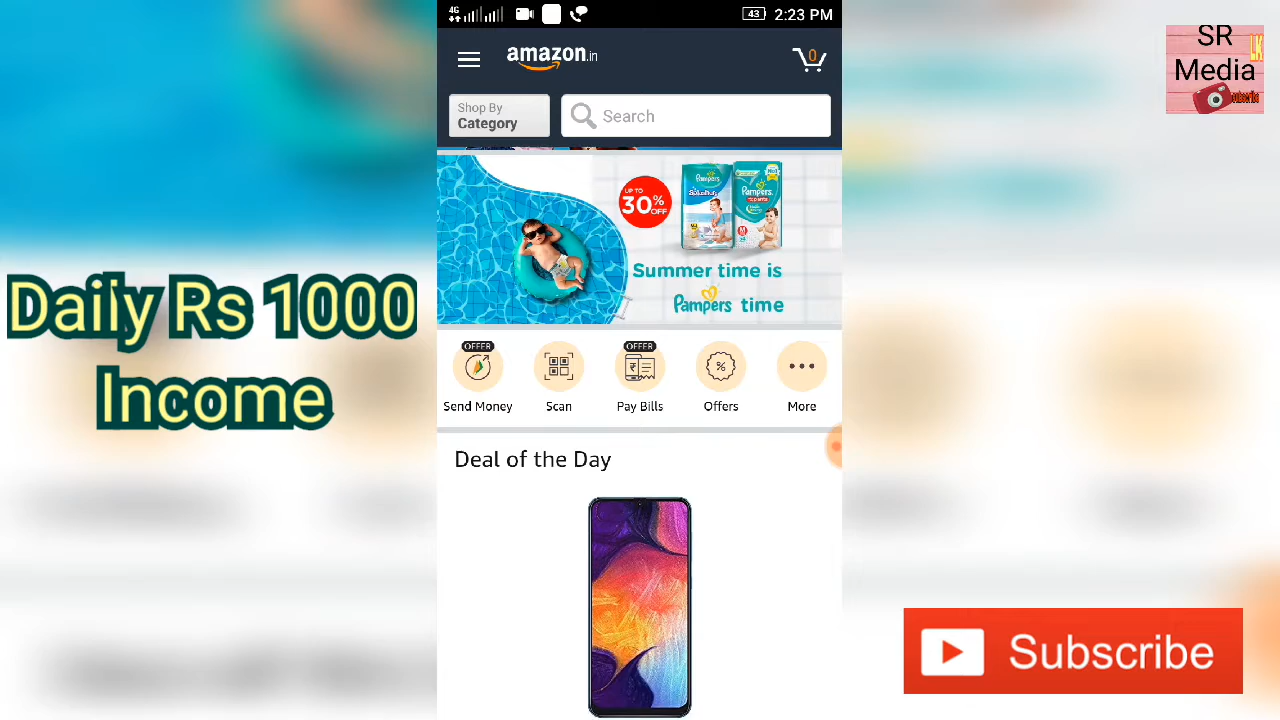 4G
43
2:23 PM
SR
Media
LK
subscribe
amazon.in
0
Shop By
Category
Search
UP TO
30%
OFF
Pampers
Pampers
M
Summer time is
Pampers time
Daily Rs 1000
Income
OFFER
OFFER
Send Money
Scan
Pay Bills
Offers
More
Deal of the Day
Subscribe